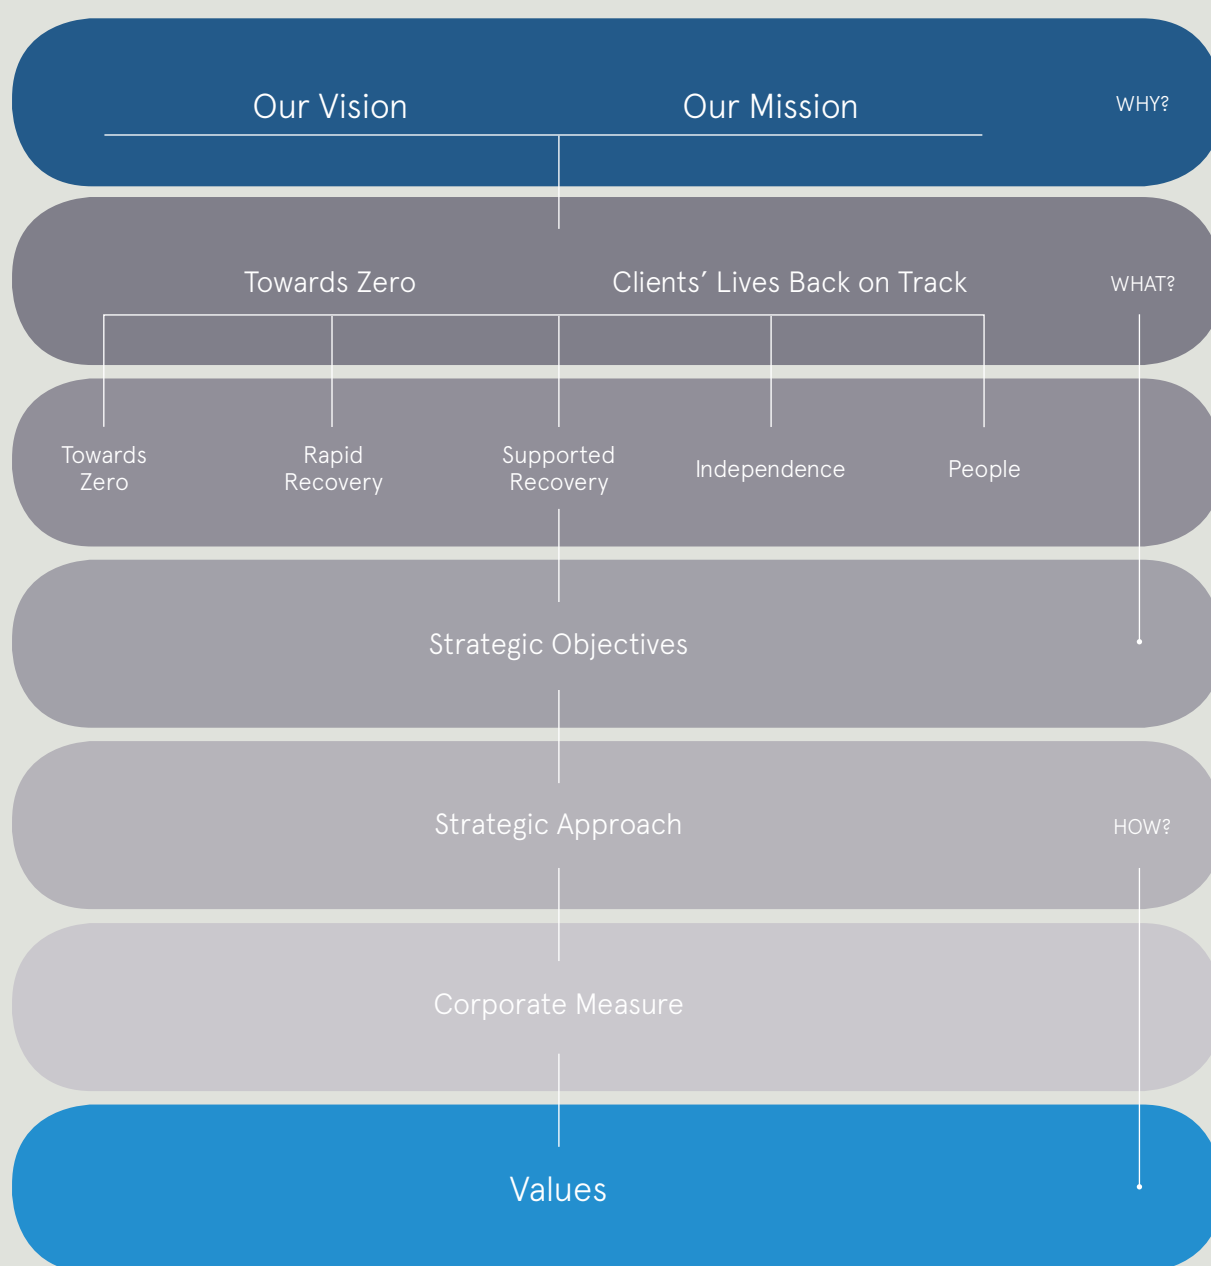 Our Vision
Our Mission
WHY?
Towards Zero
Clients’ Lives Back on Track
WHAT?
Towards
Zero
Rapid
Recovery
Supported
Recovery
Independence
People
Strategic Objectives
Strategic Approach
HOW?
Corporate Measure
Values